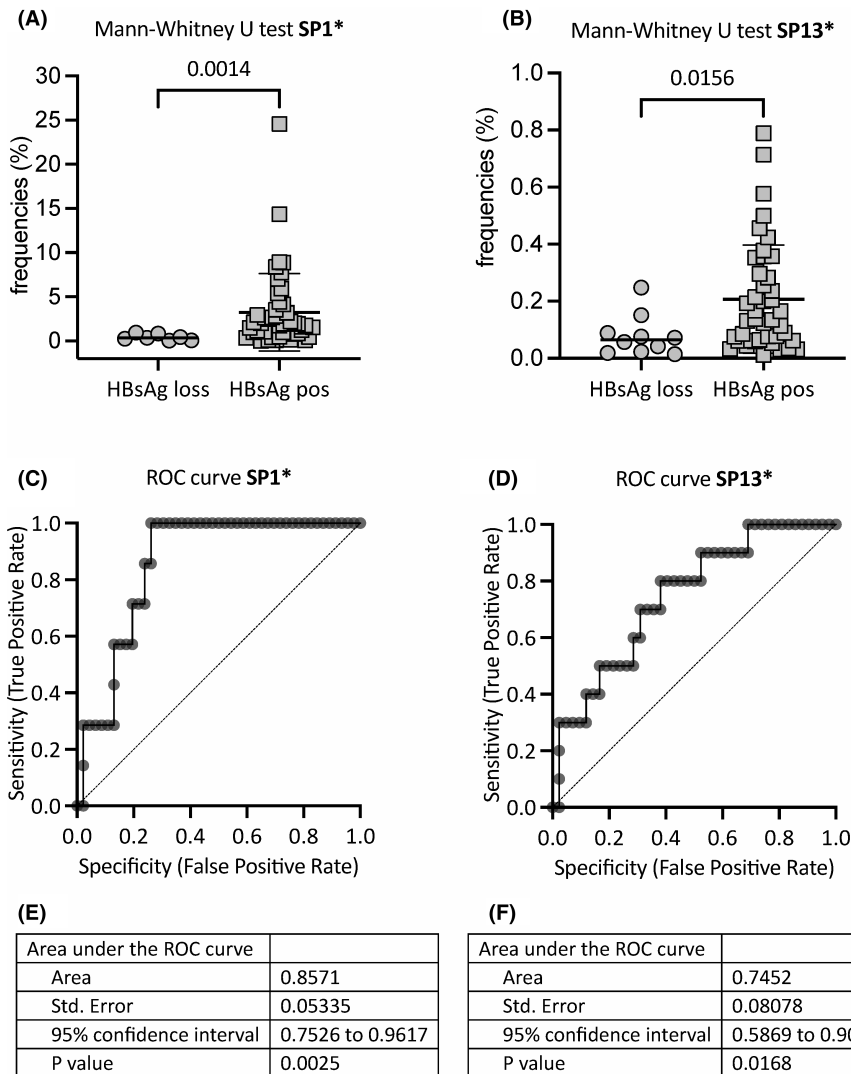 (A)
Mann-Whitney U test SP1*
0.0014
30
25
20
15
10
5
0
frequencies (%)
HBsAg loss
HBsAg pos
(B)
Mann-Whitney U test SP13*
0.0156
1.0
0.8
0.6
0.4
0.2
0.0
frequencies (%)
HBsAg loss
HBsAg pos
(C)
ROC curve SP1*
1.0
0.8
0.6
0.4
0.2
0.0
Sensitivity (True Positive Rate)
0.0 0.2 0.4 0.6 0.8 1.0
Specificity (False Positive Rate)
(D)
ROC curve SP13*
1.0
0.8
0.6
0.4
0.2
0.0
Sensitivity (True Positive Rate)
0.0 0.2 0.4 0.6 0.8 1.0
Specificity (False Positive Rate)
(E)
Area under the ROC curve
Area 0.8571
Std. Error 0.05335
95% confidence interval 0.7526 to 0.9617
P value 0.0025
(F)
Area under the ROC curve
Area 0.7452
Std. Error 0.08078
95% confidence interval 0.5869 to
P value 0.0168